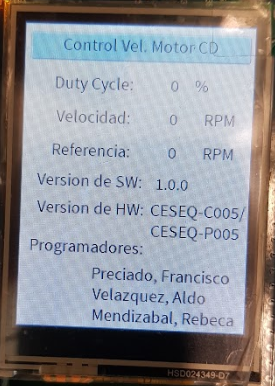 Control Vel. Motor CD
Duty Cycle: 0 %
Velocidad: 0 RPM
Referencia: 0 RPM
Version de SW: 1.0.0
Version de HW: CESEQ-C005/
CESEQ-P005
Programadores:
Preciado, Francisco
Velazquez, Aldo
Mendizabal, Rebeca
HSD024349-D7